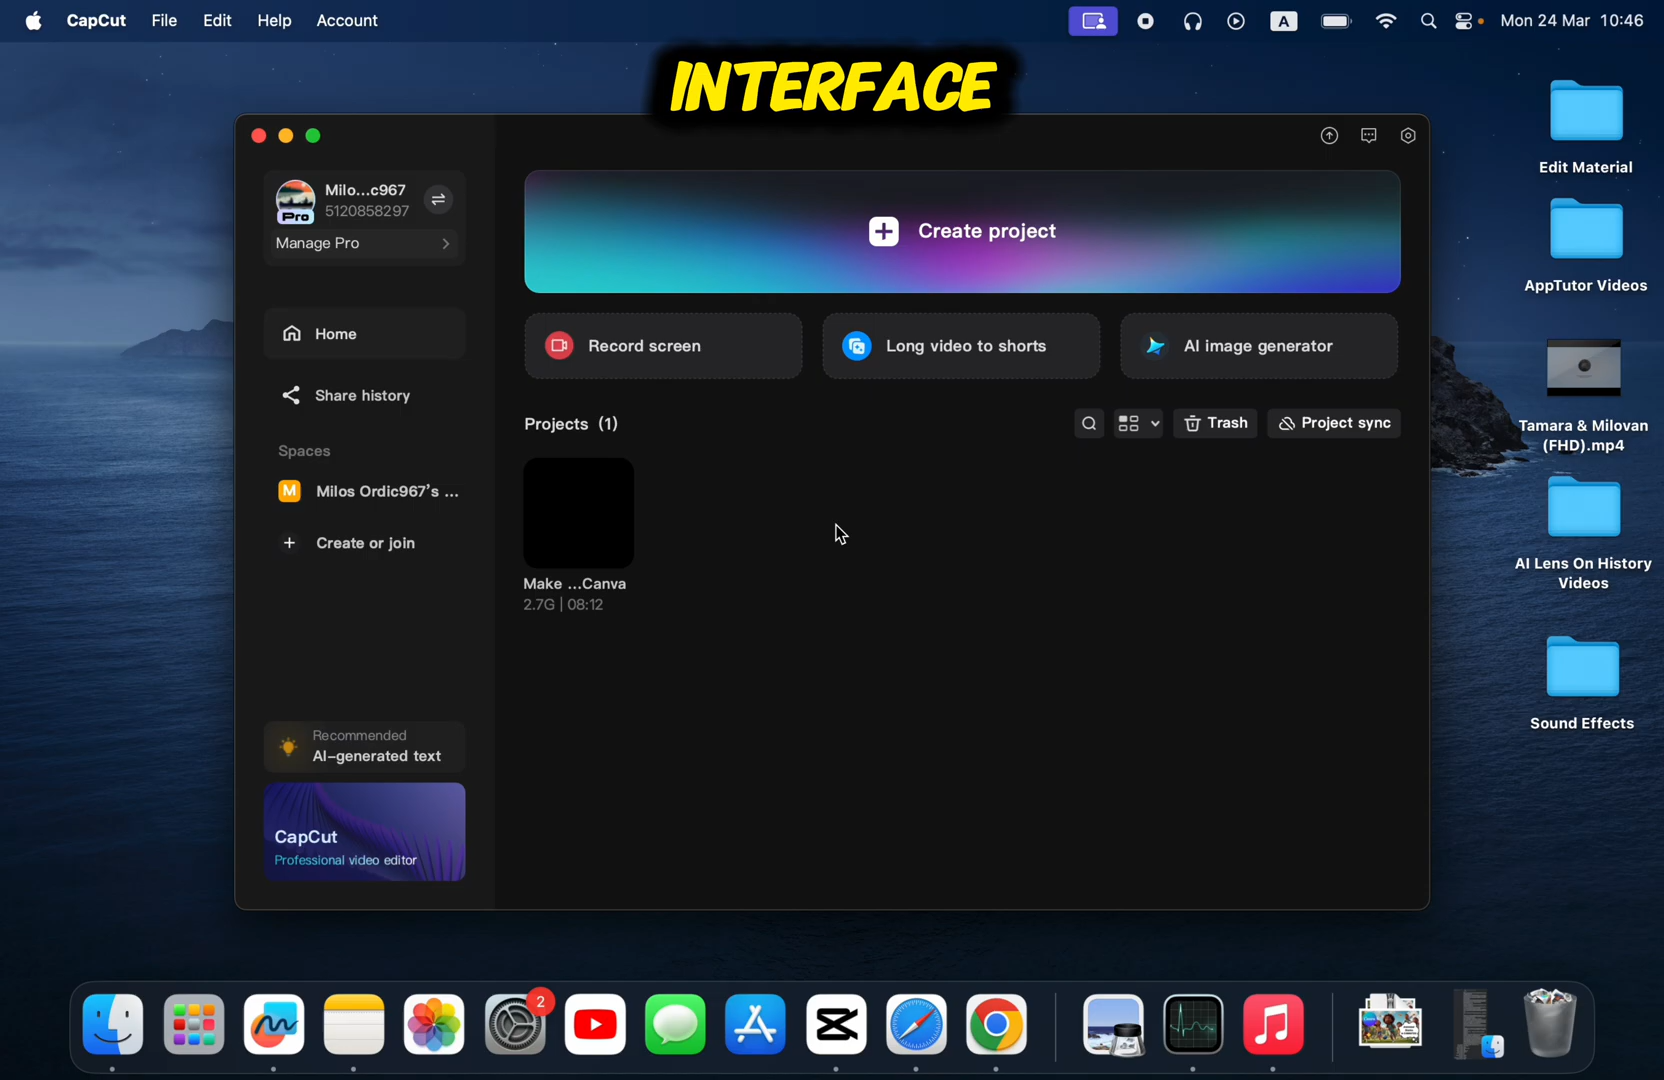 CapCut File Edit Help Account
A
Mon 24 Mar 10:46
INTERFACE
Milo...c967
5120858297
Pro
Manage Pro
Home
Share history
Spaces
M Milos Ordic967's ...
+ Create or join
Recommended
AI-generated text
CapCut
Professional video editor
Create project
Record screen
Long video to shorts
AI image generator
Projects (1)
Trash
Project sync
Make ...Canva
2.7G | 08:12
Edit Material
AppTutor Videos
Tamara & Milovan
(FHD).mp4
AI Lens On History
Videos
Sound Effects
2